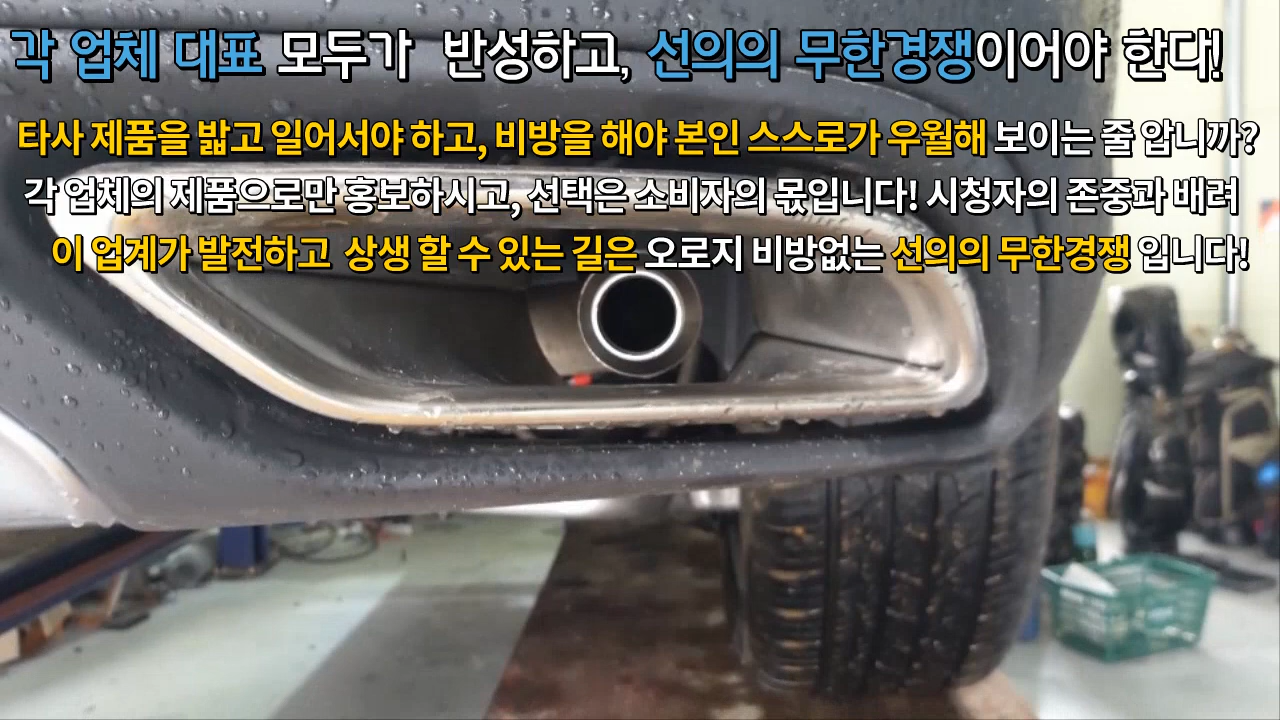 각 업체 대표 모두가 반성하고, 선의의 무한경쟁이어야 한다!
타사 제품을 밟고 일어서야 하고, 비방을 해야 본인 스스로가 우월해 보이는 줄 압니까?
각 업체의 제품으로만 홍보하시고, 선택은 소비자의 몫입니다! 시청자의 존중과 배려
이 업계가 발전하고 상생 할 수 있는 길은 오로지 비방없는 선의의 무한경쟁 입니다!